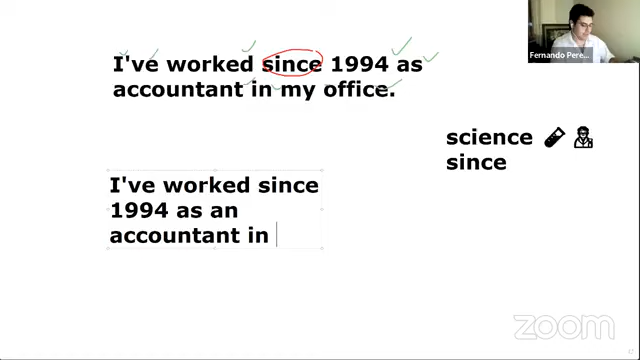 I've worked since 1994 as
accountant in my office.
Fernando Pere...
science
since
I've worked since
1994 as an
accountant in
zoom